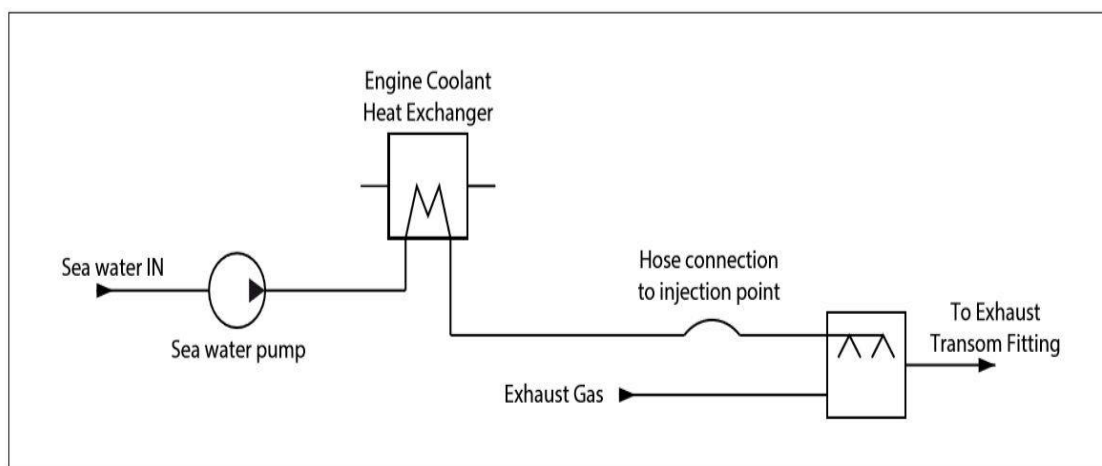 Engine Coolant
Heat Exchanger
Sea water IN
Sea water pump
Hose connection
to injection point
To Exhaust
Transom Fitting
Exhaust Gas